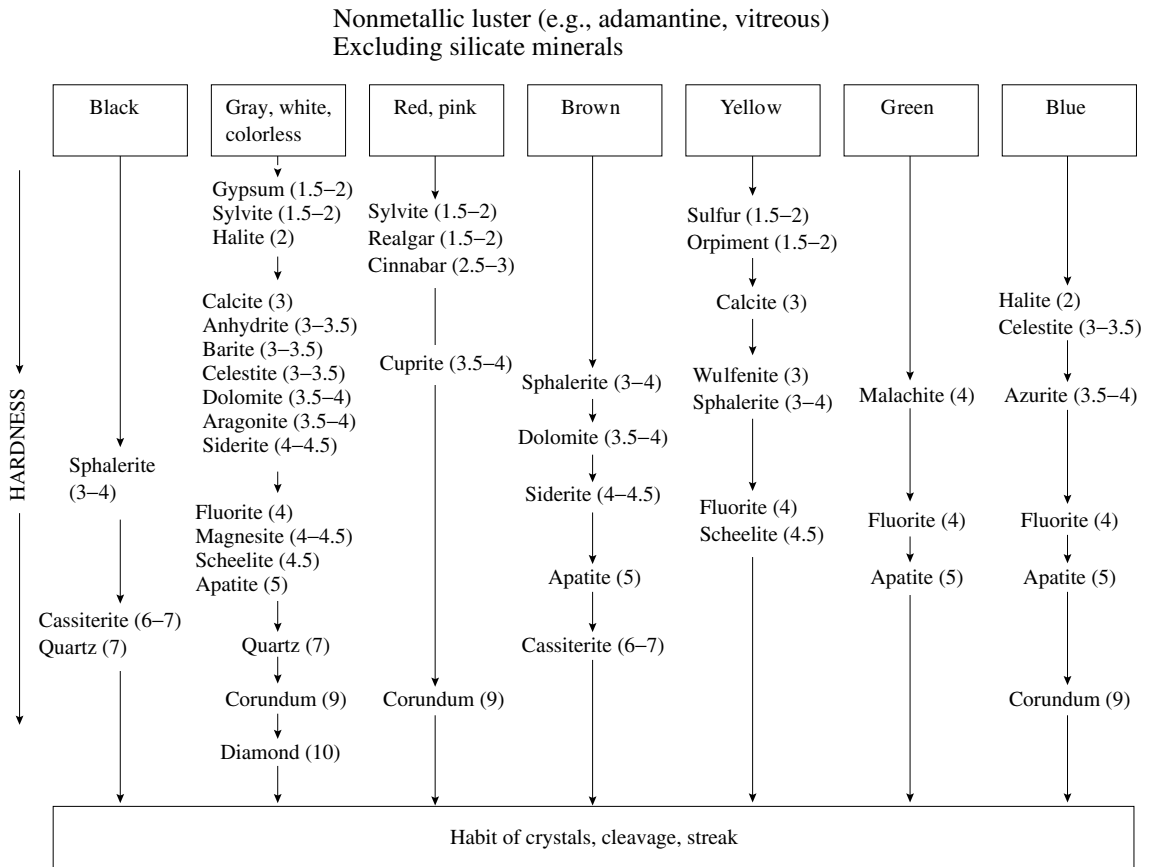 Nonmetallic luster (e.g., adamantine, vitreous)
Excluding silicate minerals
HARDNESS
Black
Sphalerite
(3–4)
Cassiterite (6–7)
Quartz (7)
Gray, white,
colorless
Gypsum (1.5–2)
Sylvite (1.5–2)
Halite (2)
Calcite (3)
Anhydrite (3–3.5)
Barite (3–3.5)
Celestite (3–3.5)
Dolomite (3.5–4)
Aragonite (3.5–4)
Siderite (4–4.5)
Fluorite (4)
Magnesite (4–4.5)
Scheelite (4.5)
Apatite (5)
Quartz (7)
Corundum (9)
Diamond (10)
Red, pink
Sylvite (1.5–2)
Realgar (1.5–2)
Cinnabar (2.5–3)
Cuprite (3.5–4)
Corundum (9)
Brown
Sphalerite (3–4)
Dolomite (3.5–4)
Siderite (4–4.5)
Apatite (5)
Cassiterite (6–7)
Yellow
Sulfur (1.5–2)
Orpiment (1.5–2)
Calcite (3)
Wulfenite (3)
Sphalerite (3–4)
Fluorite (4)
Scheelite (4.5)
Green
Malachite (4)
Fluorite (4)
Apatite (5)
Blue
Halite (2)
Celestite (3–3.5)
Azurite (3.5–4)
Fluorite (4)
Apatite (5)
Corundum (9)
Habit of crystals, cleavage, streak